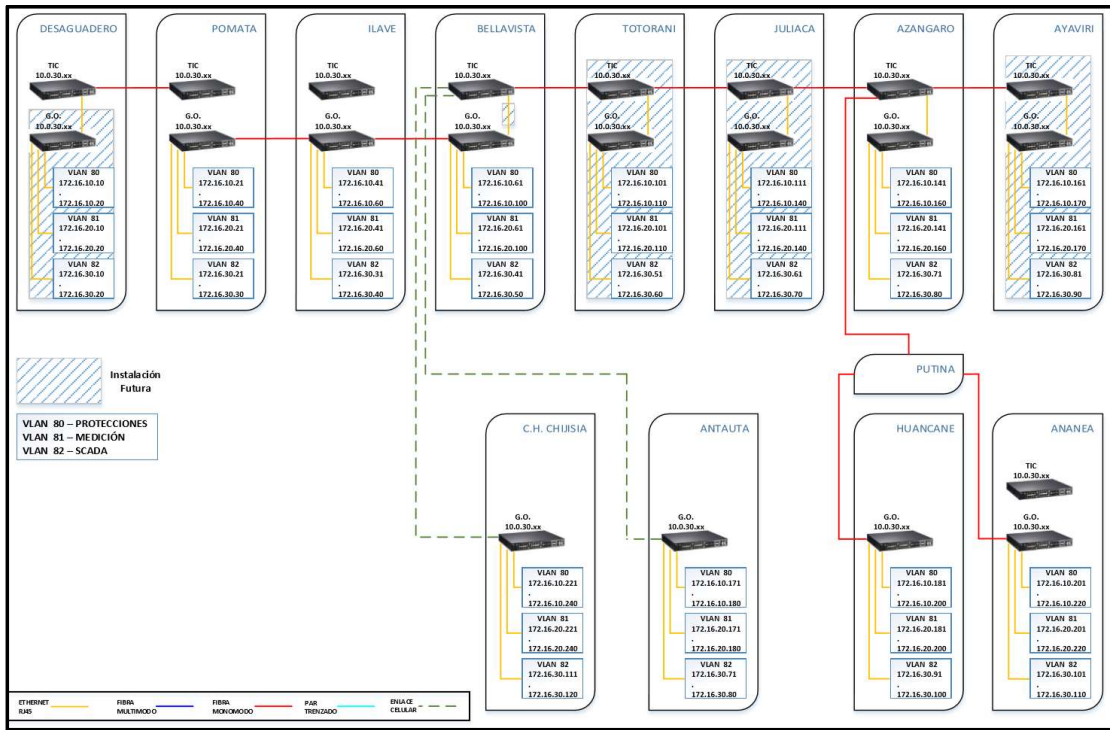 DESAGUADERO
TIC
10.0.30.xx
G.O.
10.0.30.xx
VLAN 80
172.16.10.10
.
172.16.10.20
VLAN 81
172.16.20.10
.
172.16.20.20
VLAN 82
172.16.30.10
.
172.16.30.20
POMATA
TIC
10.0.30.xx
G.O.
10.0.30.xx
VLAN 80
172.16.10.21
.
172.16.10.40
VLAN 81
172.16.20.21
.
172.16.20.40
VLAN 82
172.16.30.21
.
172.16.30.30
ILAVE
TIC
10.0.30.xx
G.O.
10.0.30.xx
VLAN 80
172.16.10.41
.
172.16.10.60
VLAN 81
172.16.20.41
.
172.16.20.60
VLAN 82
172.16.30.31
.
172.16.30.40
BELLAVISTA
TIC
10.0.30.xx
G.O.
10.0.30.xx
VLAN 80
172.16.10.61
.
172.16.10.100
VLAN 81
172.16.20.61
.
172.16.20.100
VLAN 82
172.16.30.41
.
172.16.30.50
TOTORANI
TIC
10.0.30.xx
G.O.
10.0.30.xx
VLAN 80
172.16.10.101
.
172.16.10.110
VLAN 81
172.16.20.101
.
172.16.20.110
VLAN 82
172.16.30.51
.
172.16.30.60
JULIACA
TIC
10.0.30.xx
G.O.
10.0.30.xx
VLAN 80
172.16.10.111
.
172.16.10.140
VLAN 81
172.16.20.111
.
172.16.20.140
VLAN 82
172.16.30.61
.
172.16.30.70
AZANGARO
TIC
10.0.30.xx
G.O.
10.0.30.xx
VLAN 80
172.16.10.141
.
172.16.10.160
VLAN 81
172.16.20.141
.
172.16.20.160
VLAN 82
172.16.30.71
.
172.16.30.80
AYAVIRI
TIC
10.0.30.xx
G.O.
10.0.30.xx
VLAN 80
172.16.10.161
.
172.16.10.170
VLAN 81
172.16.20.161
.
172.16.20.170
VLAN 82
172.16.30.81
.
172.16.30.90
Instalación
Futura
VLAN 80 – PROTECCIONES
VLAN 81 – MEDICIÓN
VLAN 82 – SCADA
PUTINA
C.H. CHIJISIA
G.O.
10.0.30.xx
VLAN 80
172.16.10.221
.
172.16.10.240
VLAN 81
172.16.20.221
.
172.16.20.240
VLAN 82
172.16.30.111
.
172.16.30.120
ANTAUTA
G.O.
10.0.30.xx
VLAN 80
172.16.10.171
.
172.16.10.180
VLAN 81
172.16.20.171
.
172.16.20.180
VLAN 82
172.16.30.71
.
172.16.30.80
HUANCANE
G.O.
10.0.30.xx
VLAN 80
172.16.10.181
.
172.16.10.200
VLAN 81
172.16.20.181
.
172.16.20.200
VLAN 82
172.16.30.91
.
172.16.30.100
ANANEA
TIC
10.0.30.xx
G.O.
10.0.30.xx
VLAN 80
172.16.10.201
.
172.16.10.220
VLAN 81
172.16.20.201
.
172.16.20.220
VLAN 82
172.16.30.101
.
172.16.30.110
ETHERNET
RJ45
FIBRA
MULTIMODO
FIBRA
MONOMODO
PAR
TRENZADO
ENLACE
CELULAR